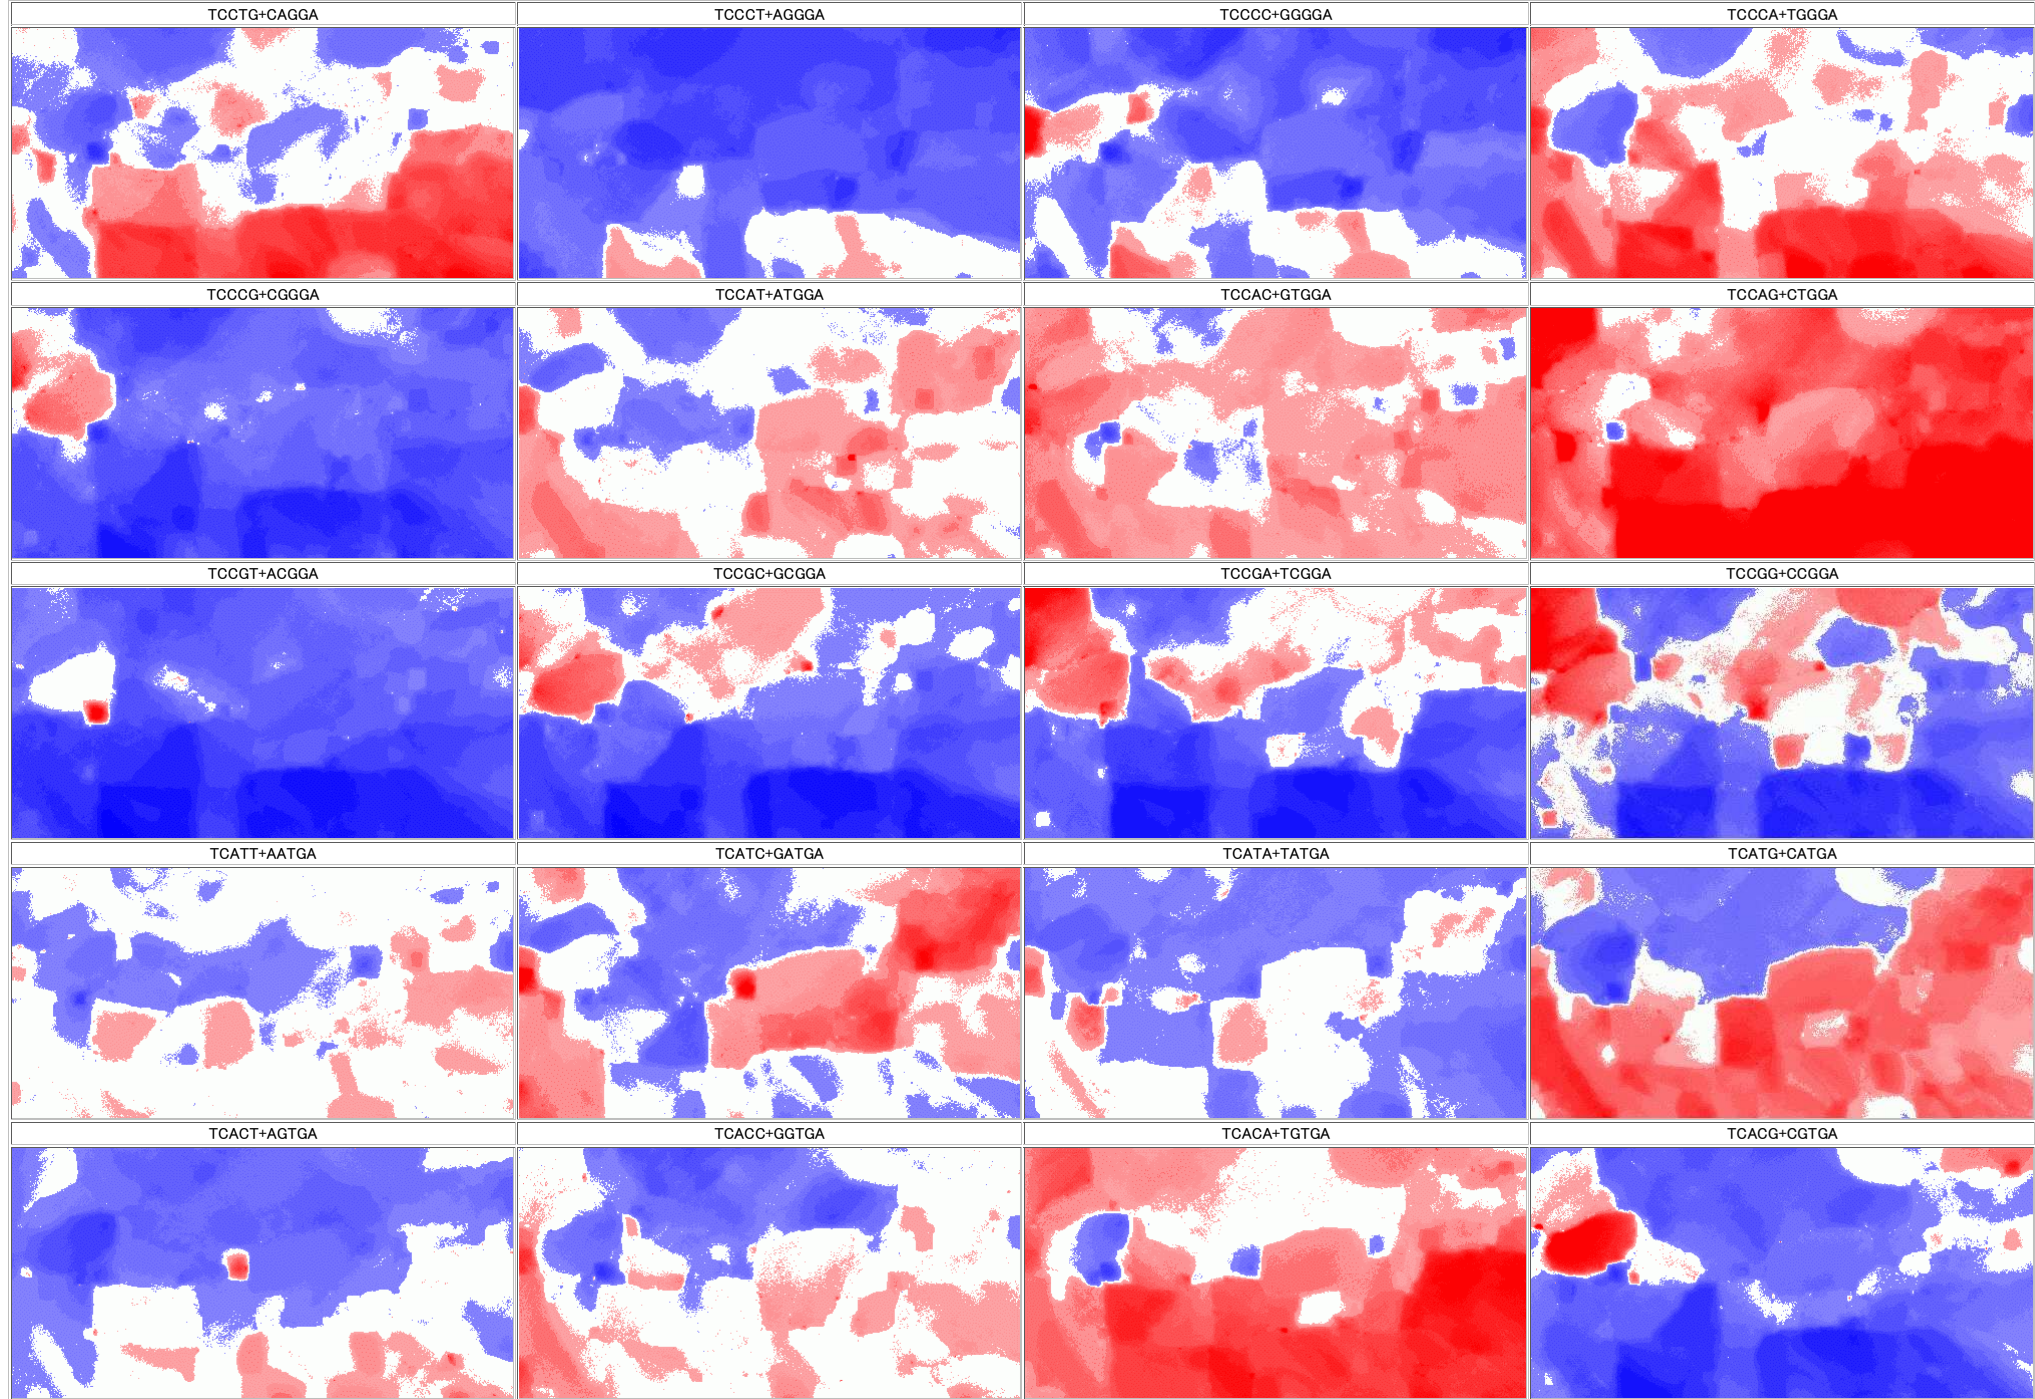 TCCTG+CAGGA TCCCT+AGGGA TCCCC+GGGGA TCCCA+TGGGA
TCCCG+CGGGA TCCAT+ATGGA TCCAC+GTGGA TCCAG+CTGGA
TCCGT+ACGGA TCCGC+GCGGA TCCGA+TCGGA TCCGG+CCGGA
TCATT+AATGA TCATC+GATGA TCATA+TATGA TCATG+CATGA
TCACT+AGTGA TCACC+GGTGA TCACA+TGTGA TCACG+CGTGA